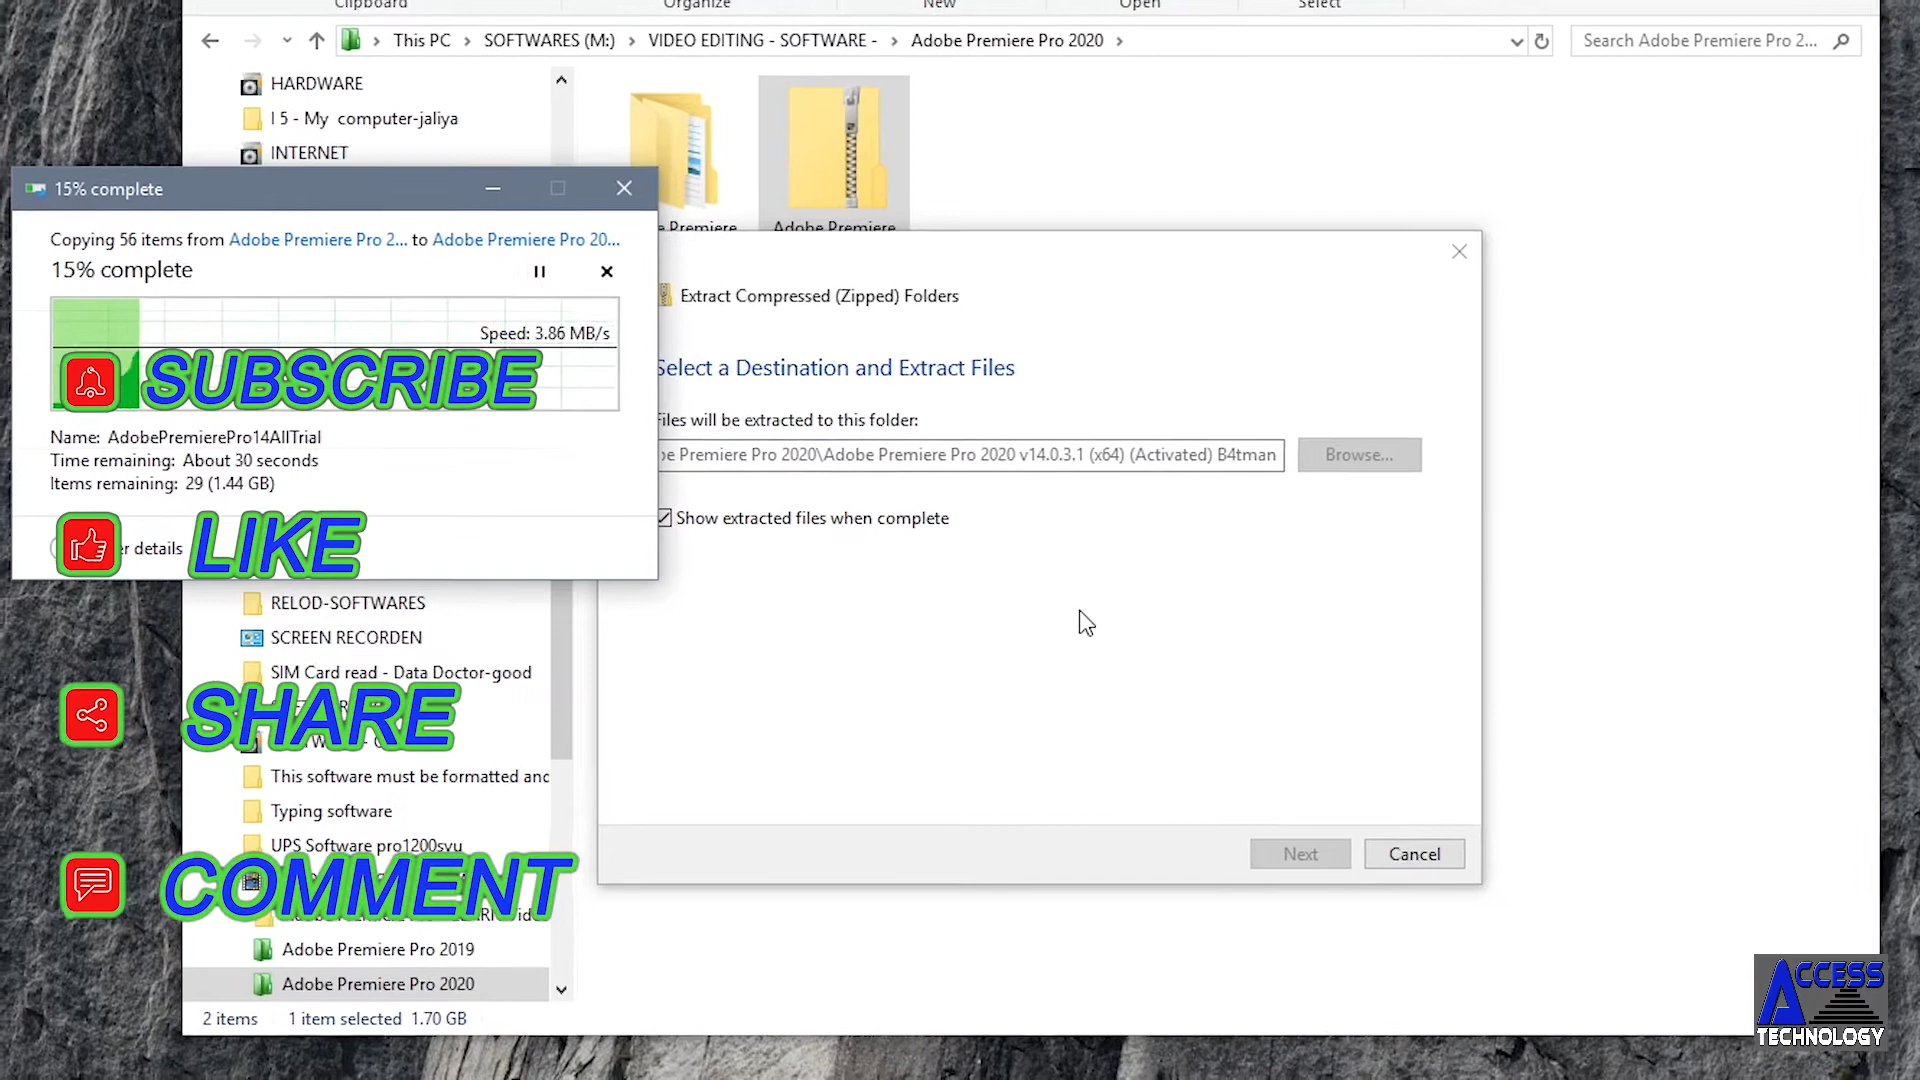 Clipboard
Organize
New
Open
Select
This PC
SOFTWARES (M:)
VIDEO EDITING - SOFTWARE -
Adobe Premiere Pro 2020
Search Adobe Premiere Pro 2...
HARDWARE
I 5 - My computer-jaliya
INTERNET
Adobe Premiere
15% complete
Copying 56 items from Adobe Premiere Pro 2... to Adobe Premiere Pro 20...
15% complete
Speed: 3.86 MB/s
SUBSCRIBE
Name: AdobePremierePro14AllTrial
Time remaining: About 30 seconds
Items remaining: 29 (1.44 GB)
LIKE
details
Extract Compressed (Zipped) Folders
Select a Destination and Extract Files
Files will be extracted to this folder:
be Premiere Pro 2020\Adobe Premiere Pro 2020 v14.0.3.1 (x64) (Activated) B4tman
Browse...
Show extracted files when complete
Next
Cancel
RELOD-SOFTWARES
SCREEN RECORDEN
SIM Card read - Data Doctor-good
SHARE
This software must be formatted and
Typing software
UPS Software pro1200svu
COMMENT
Adobe Premiere Pro 2019
Adobe Premiere Pro 2020
2 items
1 item selected 1.70 GB
ACCESS
TECHNOLOGY